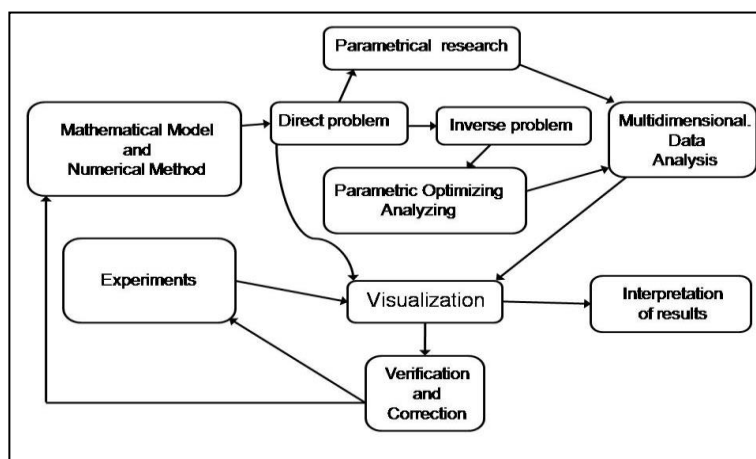 Parametrical research
Mathematical Model
and
Numerical Method
Direct problem
Inverse problem
Multidimensional.
Data
Analysis
Parametric Optimizing
Analyzing
Experiments
Visualization
Interpretation
of results
Verification
and
Correction